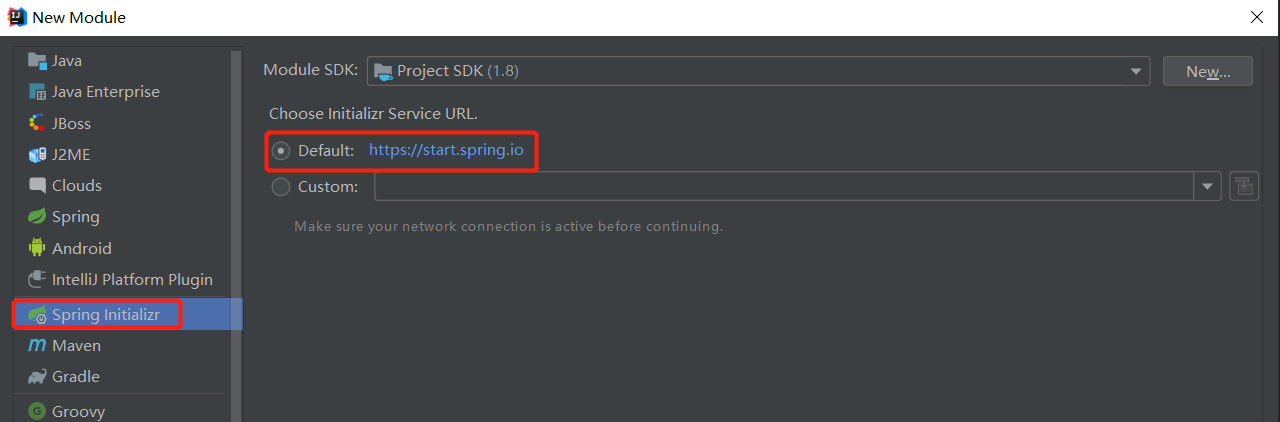 New Module
Java
Java Enterprise
JBoss
J2ME
Clouds
Spring
Android
IntelliJ Platform Plugin
Spring Initializr
Maven
Gradle
Groovy
Module SDK: Project SDK (1.8) New...
Choose Initializr Service URL.
Default: https://start.spring.io
Custom:
Make sure your network connection is active before continuing.